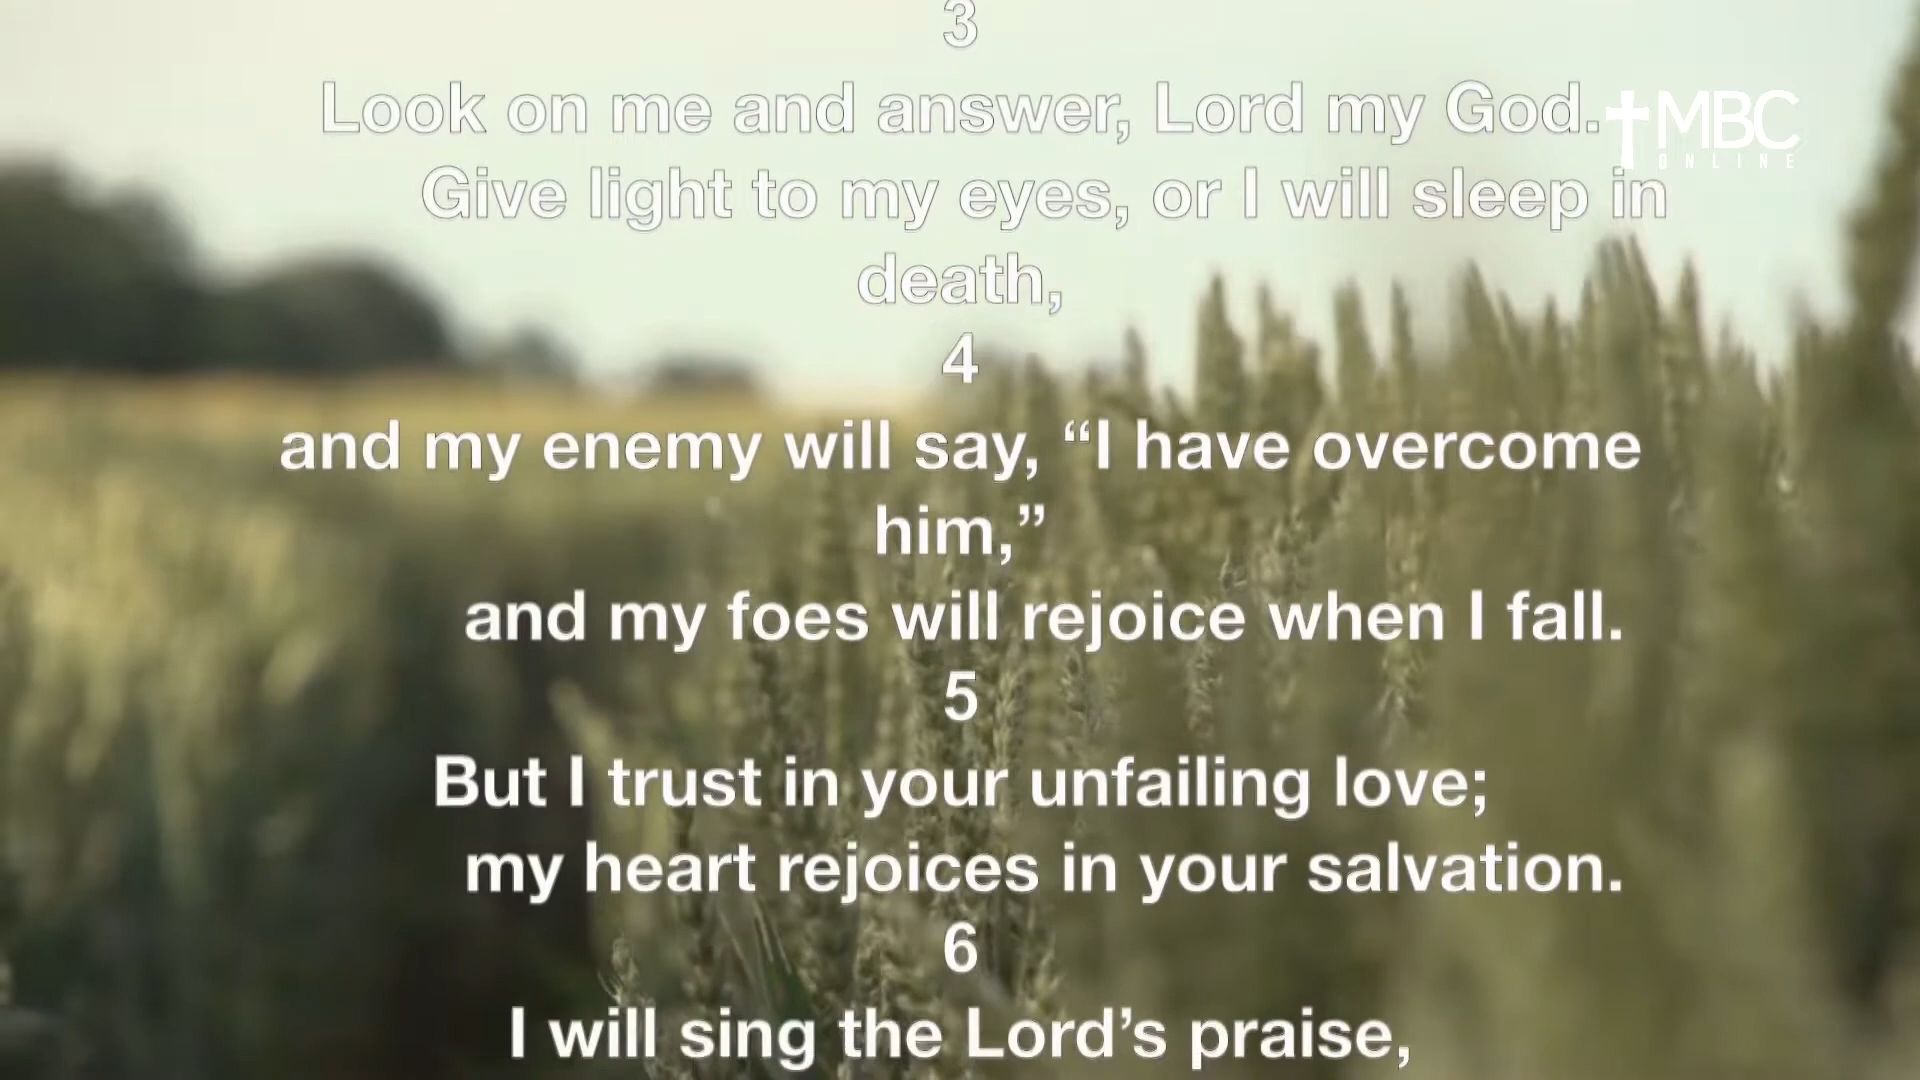 3
Look on me and answer, Lord my God.
Give light to my eyes, or I will sleep in
death,
4
and my enemy will say, “I have overcome
him,”
and my foes will rejoice when I fall.
5
But I trust in your unfailing love;
my heart rejoices in your salvation.
6
I will sing the Lord’s praise,
MBC
ONLINE